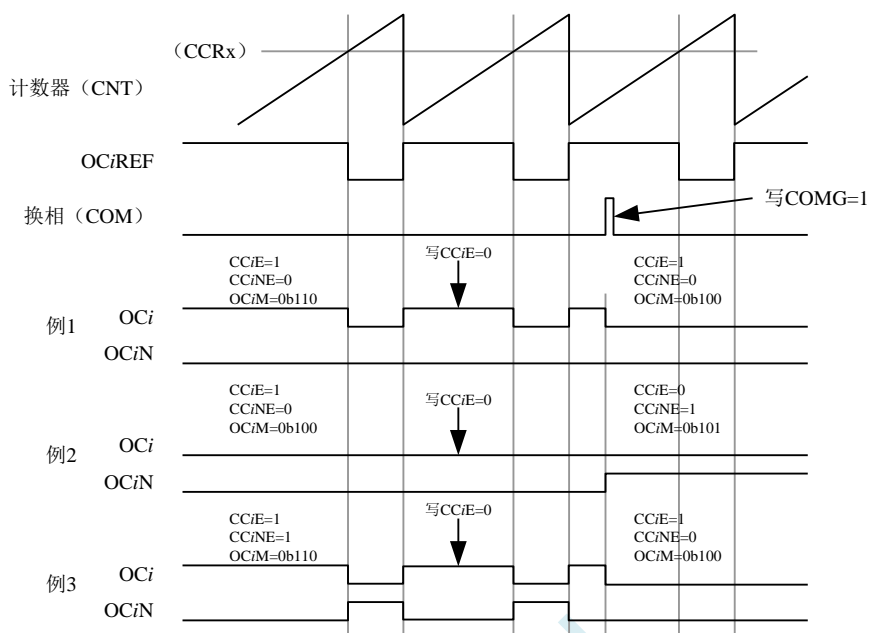 （CCRx）
计数器（CNT）
OCiREF
换相（COM）
写COMG=1
CCiE=1
CCiNE=0
OCiM=0b110
写CCiE=0
CCiE=1
CCiNE=0
OCiM=0b100
例1
OCi
OCiN
CCiE=1
CCiNE=0
OCiM=0b100
写CCiE=0
CCiE=0
CCiNE=1
OCiM=0b101
例2
OCi
OCiN
CCiE=1
CCiNE=1
OCiM=0b110
写CCiE=0
CCiE=1
CCiNE=0
OCiM=0b100
例3
OCi
OCiN